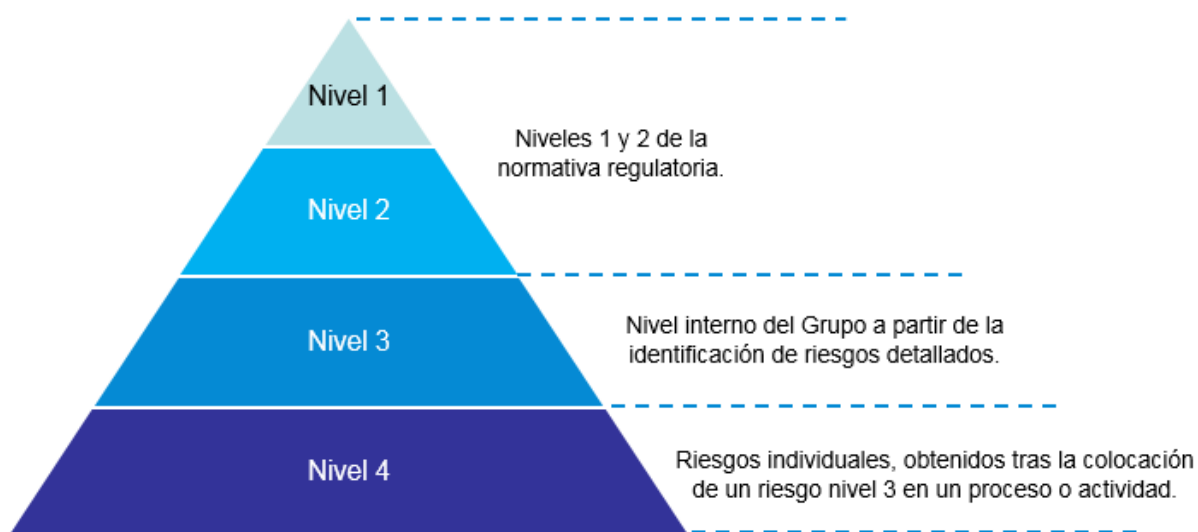 Nivel 1
Niveles 1 y 2 de la
normativa regulatoria.
Nivel 2
Nivel 3
Nivel interno del Grupo a partir de la
identificación de riesgos detallados.
Nivel 4
Riesgos individuales, obtenidos tras la colocación
de un riesgo nivel 3 en un proceso o actividad.